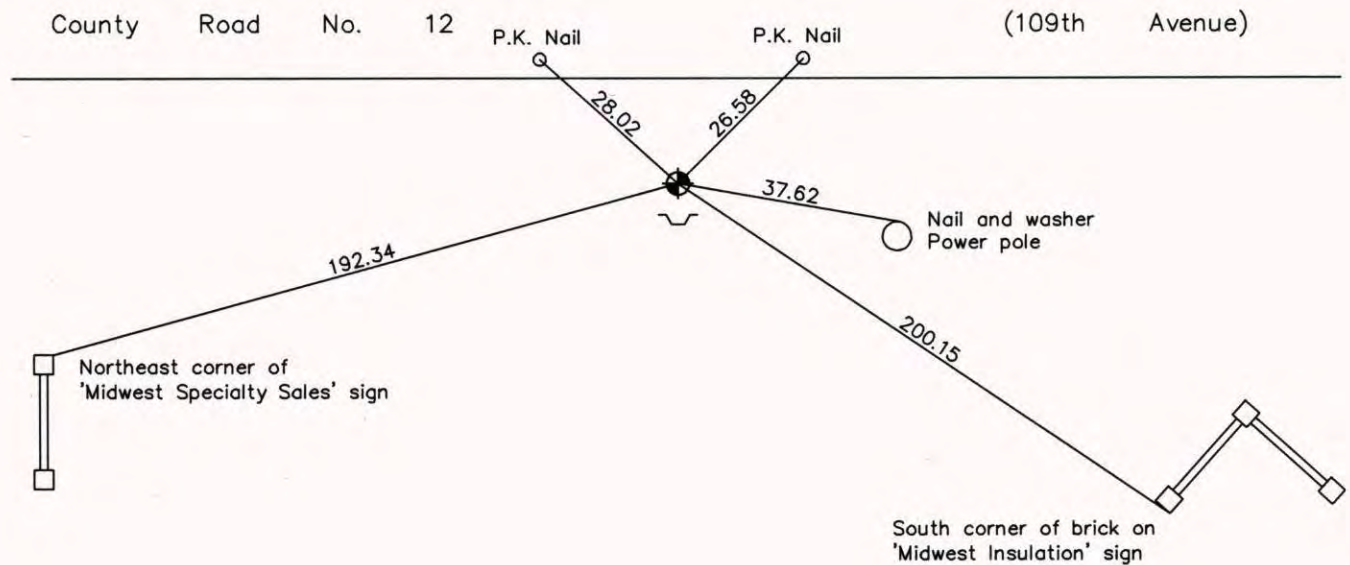 County Road No. 12 (109th Avenue)
P.K. Nail P.K. Nail
28.02
26.58
37.62
Nail and washer
Power pole
192.34
200.15
Northeast corner of
'Midwest Specialty Sales' sign
South corner of brick on
'Midwest Insulation' sign